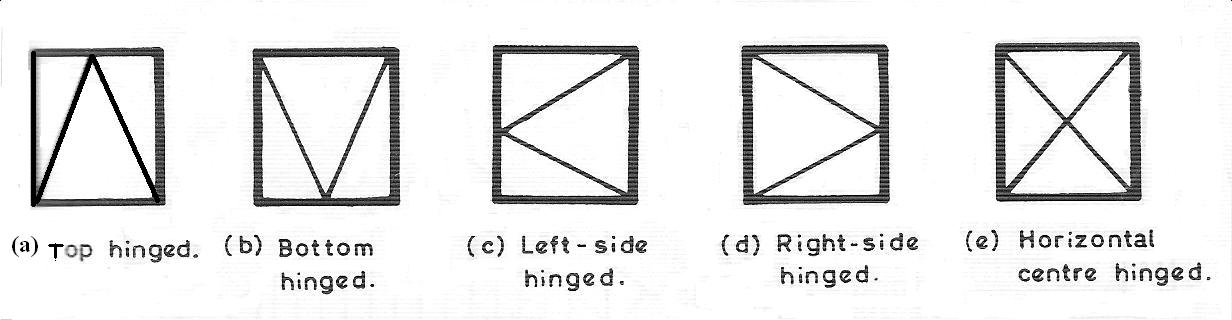 (a) Top hinged.
(b) Bottom
hinged.
(c) Left-side
hinged.
(d) Right-side
hinged.
(e) Horizontal
centre hinged.